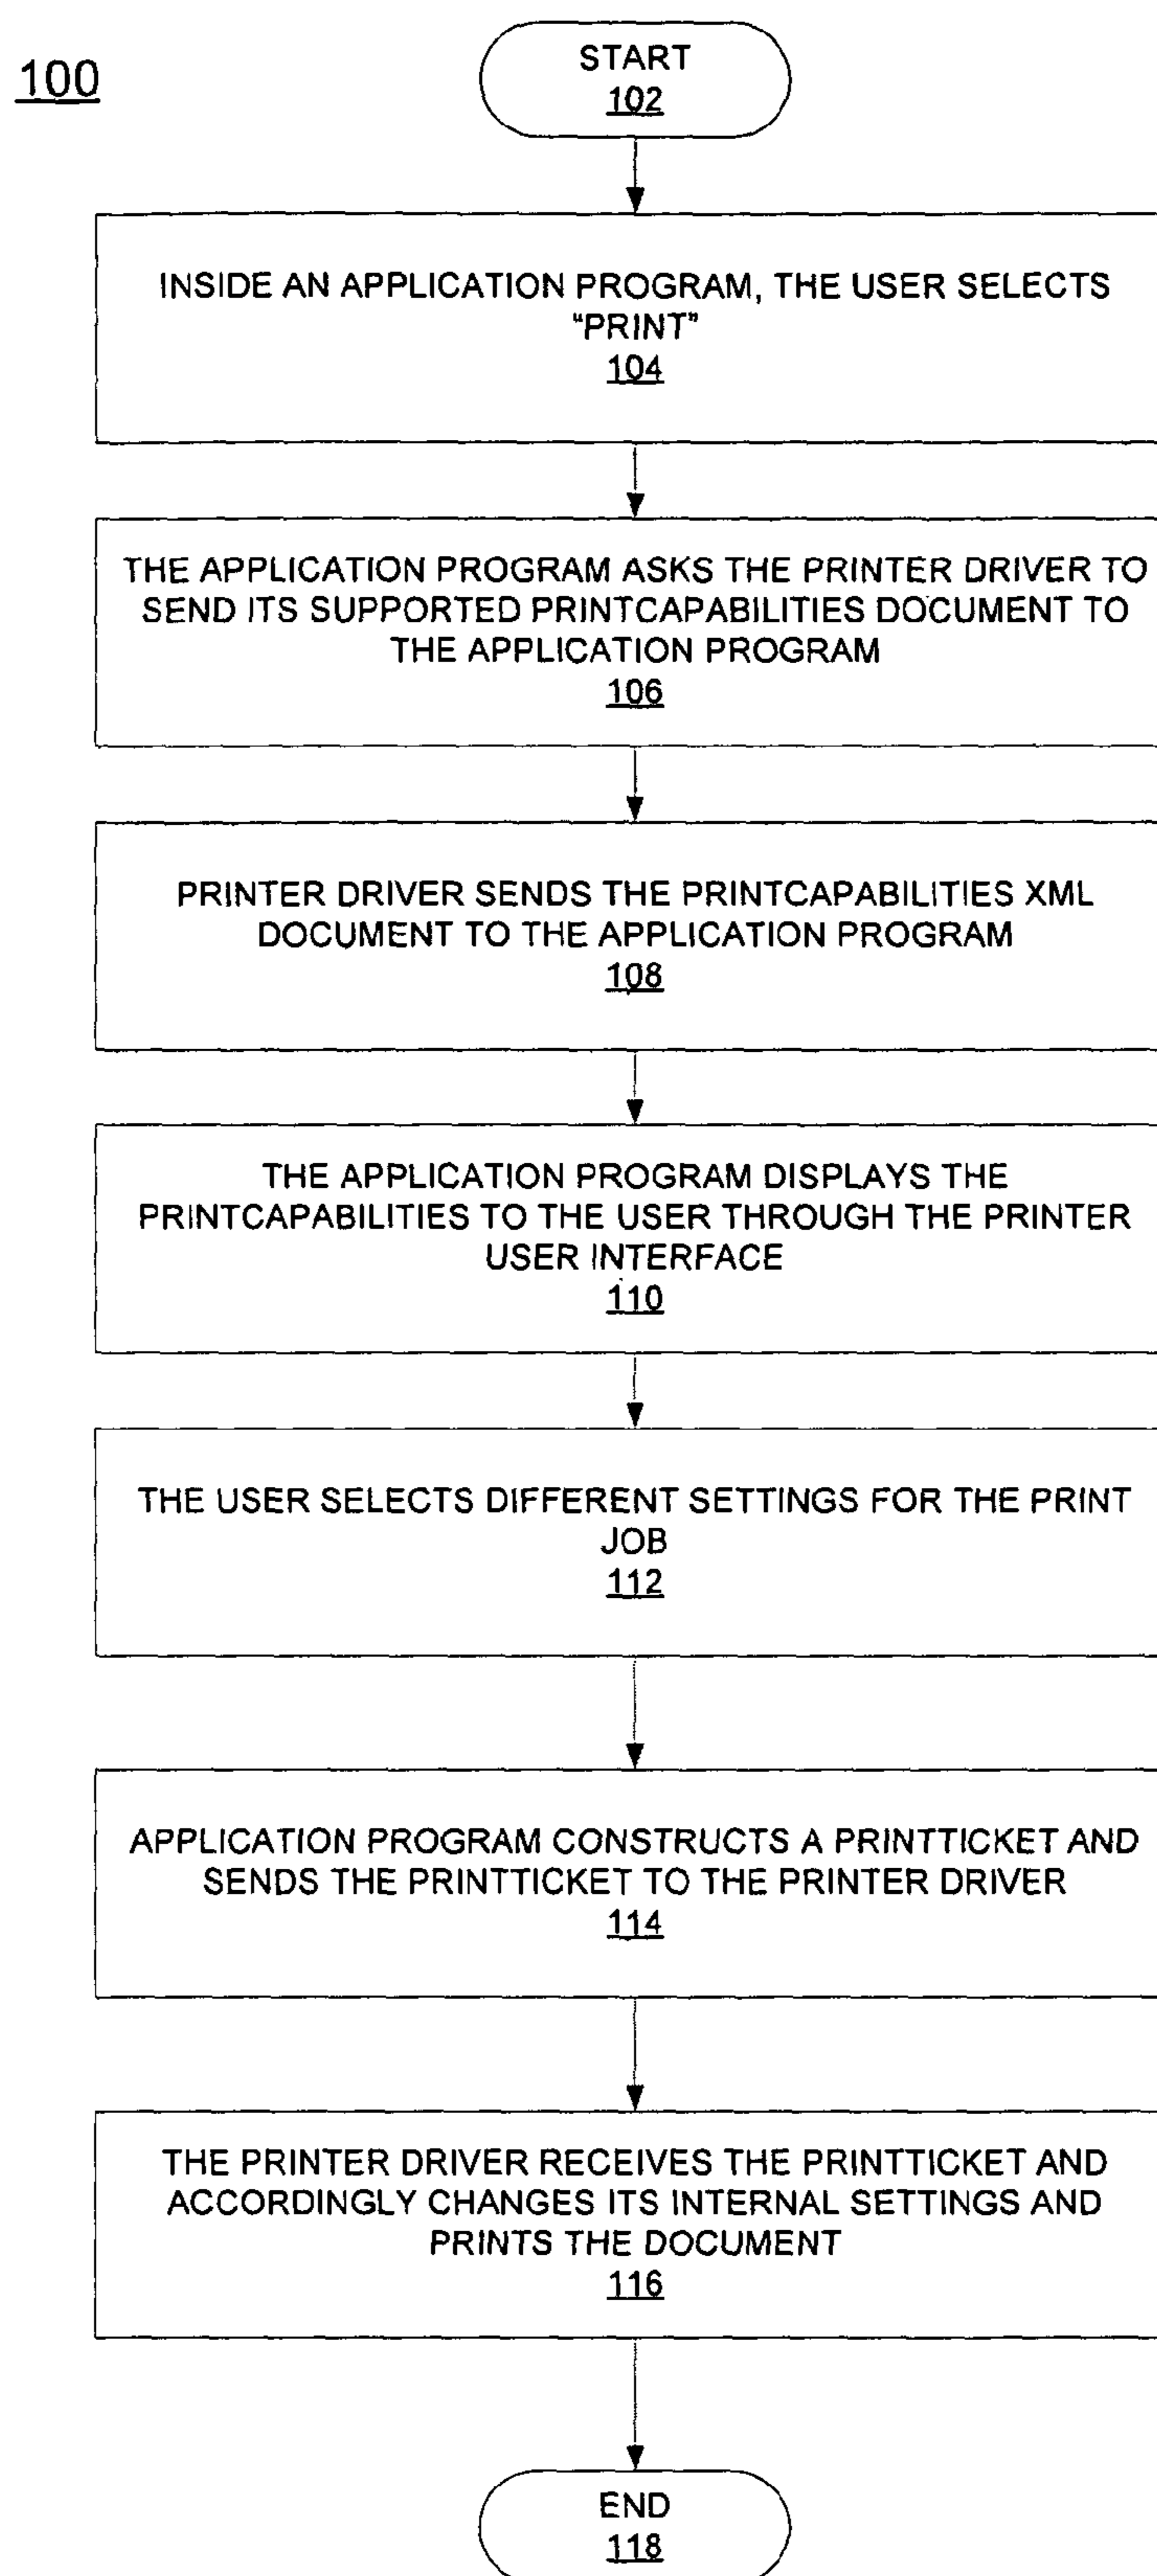 100
START
102
INSIDE AN APPLICATION PROGRAM, THE USER SELECTS
"PRINT"
104
THE APPLICATION PROGRAM ASKS THE PRINTER DRIVER TO
SEND ITS SUPPORTED PRINTCAPABILITIES DOCUMENT TO
THE APPLICATION PROGRAM
106
PRINTER DRIVER SENDS THE PRINTCAPABILITIES XML
DOCUMENT TO THE APPLICATION PROGRAM
108
THE APPLICATION PROGRAM DISPLAYS THE
PRINTCAPABILITIES TO THE USER THROUGH THE PRINTER
USER INTERFACE
110
THE USER SELECTS DIFFERENT SETTINGS FOR THE PRINT
JOB
112
APPLICATION PROGRAM CONSTRUCTS A PRINTTICKET AND
SENDS THE PRINTTICKET TO THE PRINTER DRIVER
114
THE PRINTER DRIVER RECEIVES THE PRINTTICKET AND
ACCORDINGLY CHANGES ITS INTERNAL SETTINGS AND
PRINTS THE DOCUMENT
116
END
118